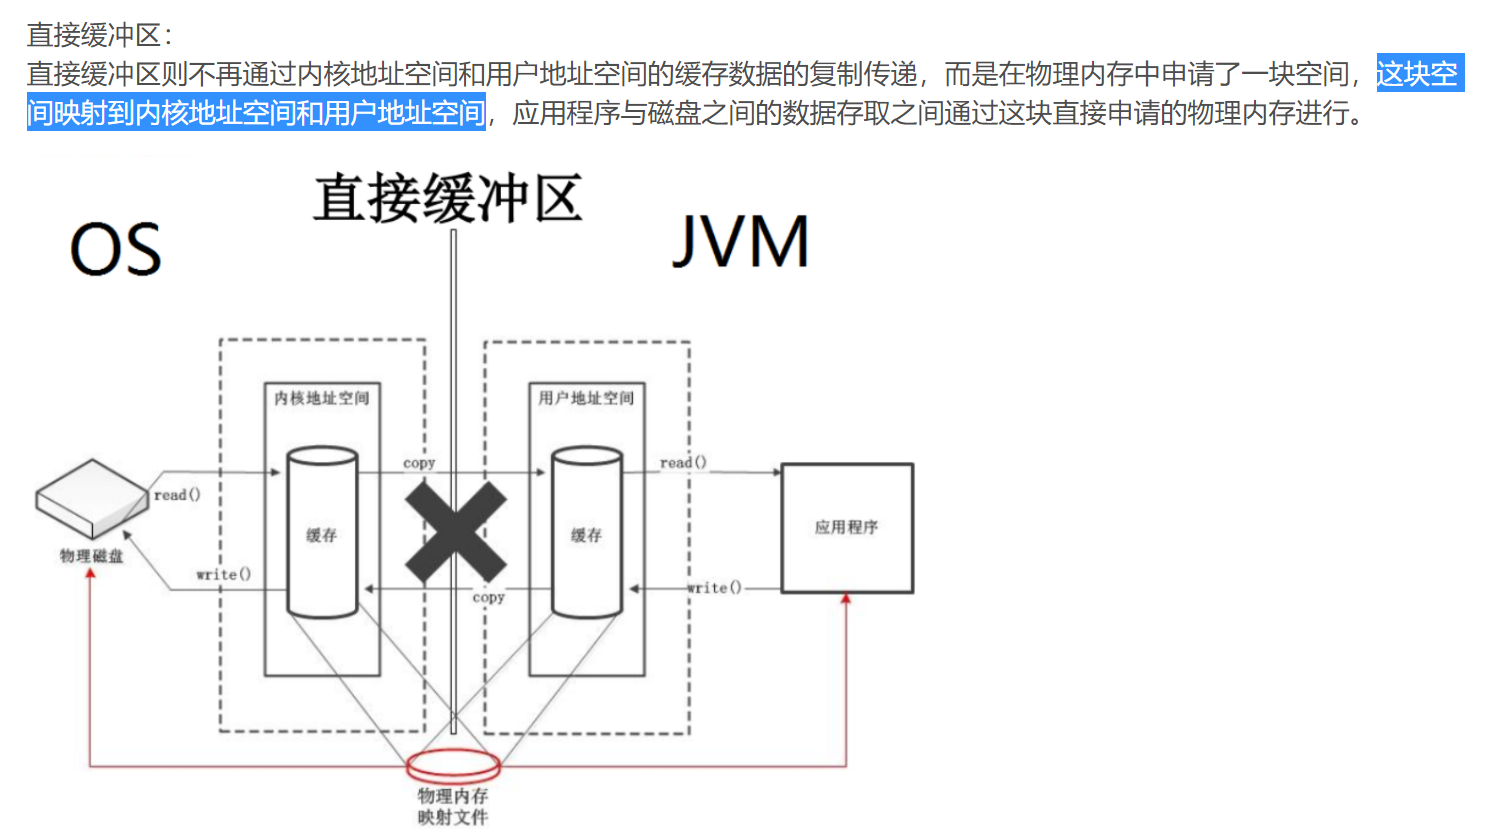 直接缓冲区：
直接缓冲区则不再通过内核地址空间和用户地址空间的缓存数据的复制传递，而是在物理内存中申请了一块空间，这块空
间映射到内核地址空间和用户地址空间，应用程序与磁盘之间的数据存取之间通过这块直接申请的物理内存进行。
直接缓冲区
OS
JVM
内核地址空间
用户地址空间
copy
read()
read()
缓存
缓存
应用程序
物理磁盘
write()
copy
write()
物理内存
映射文件